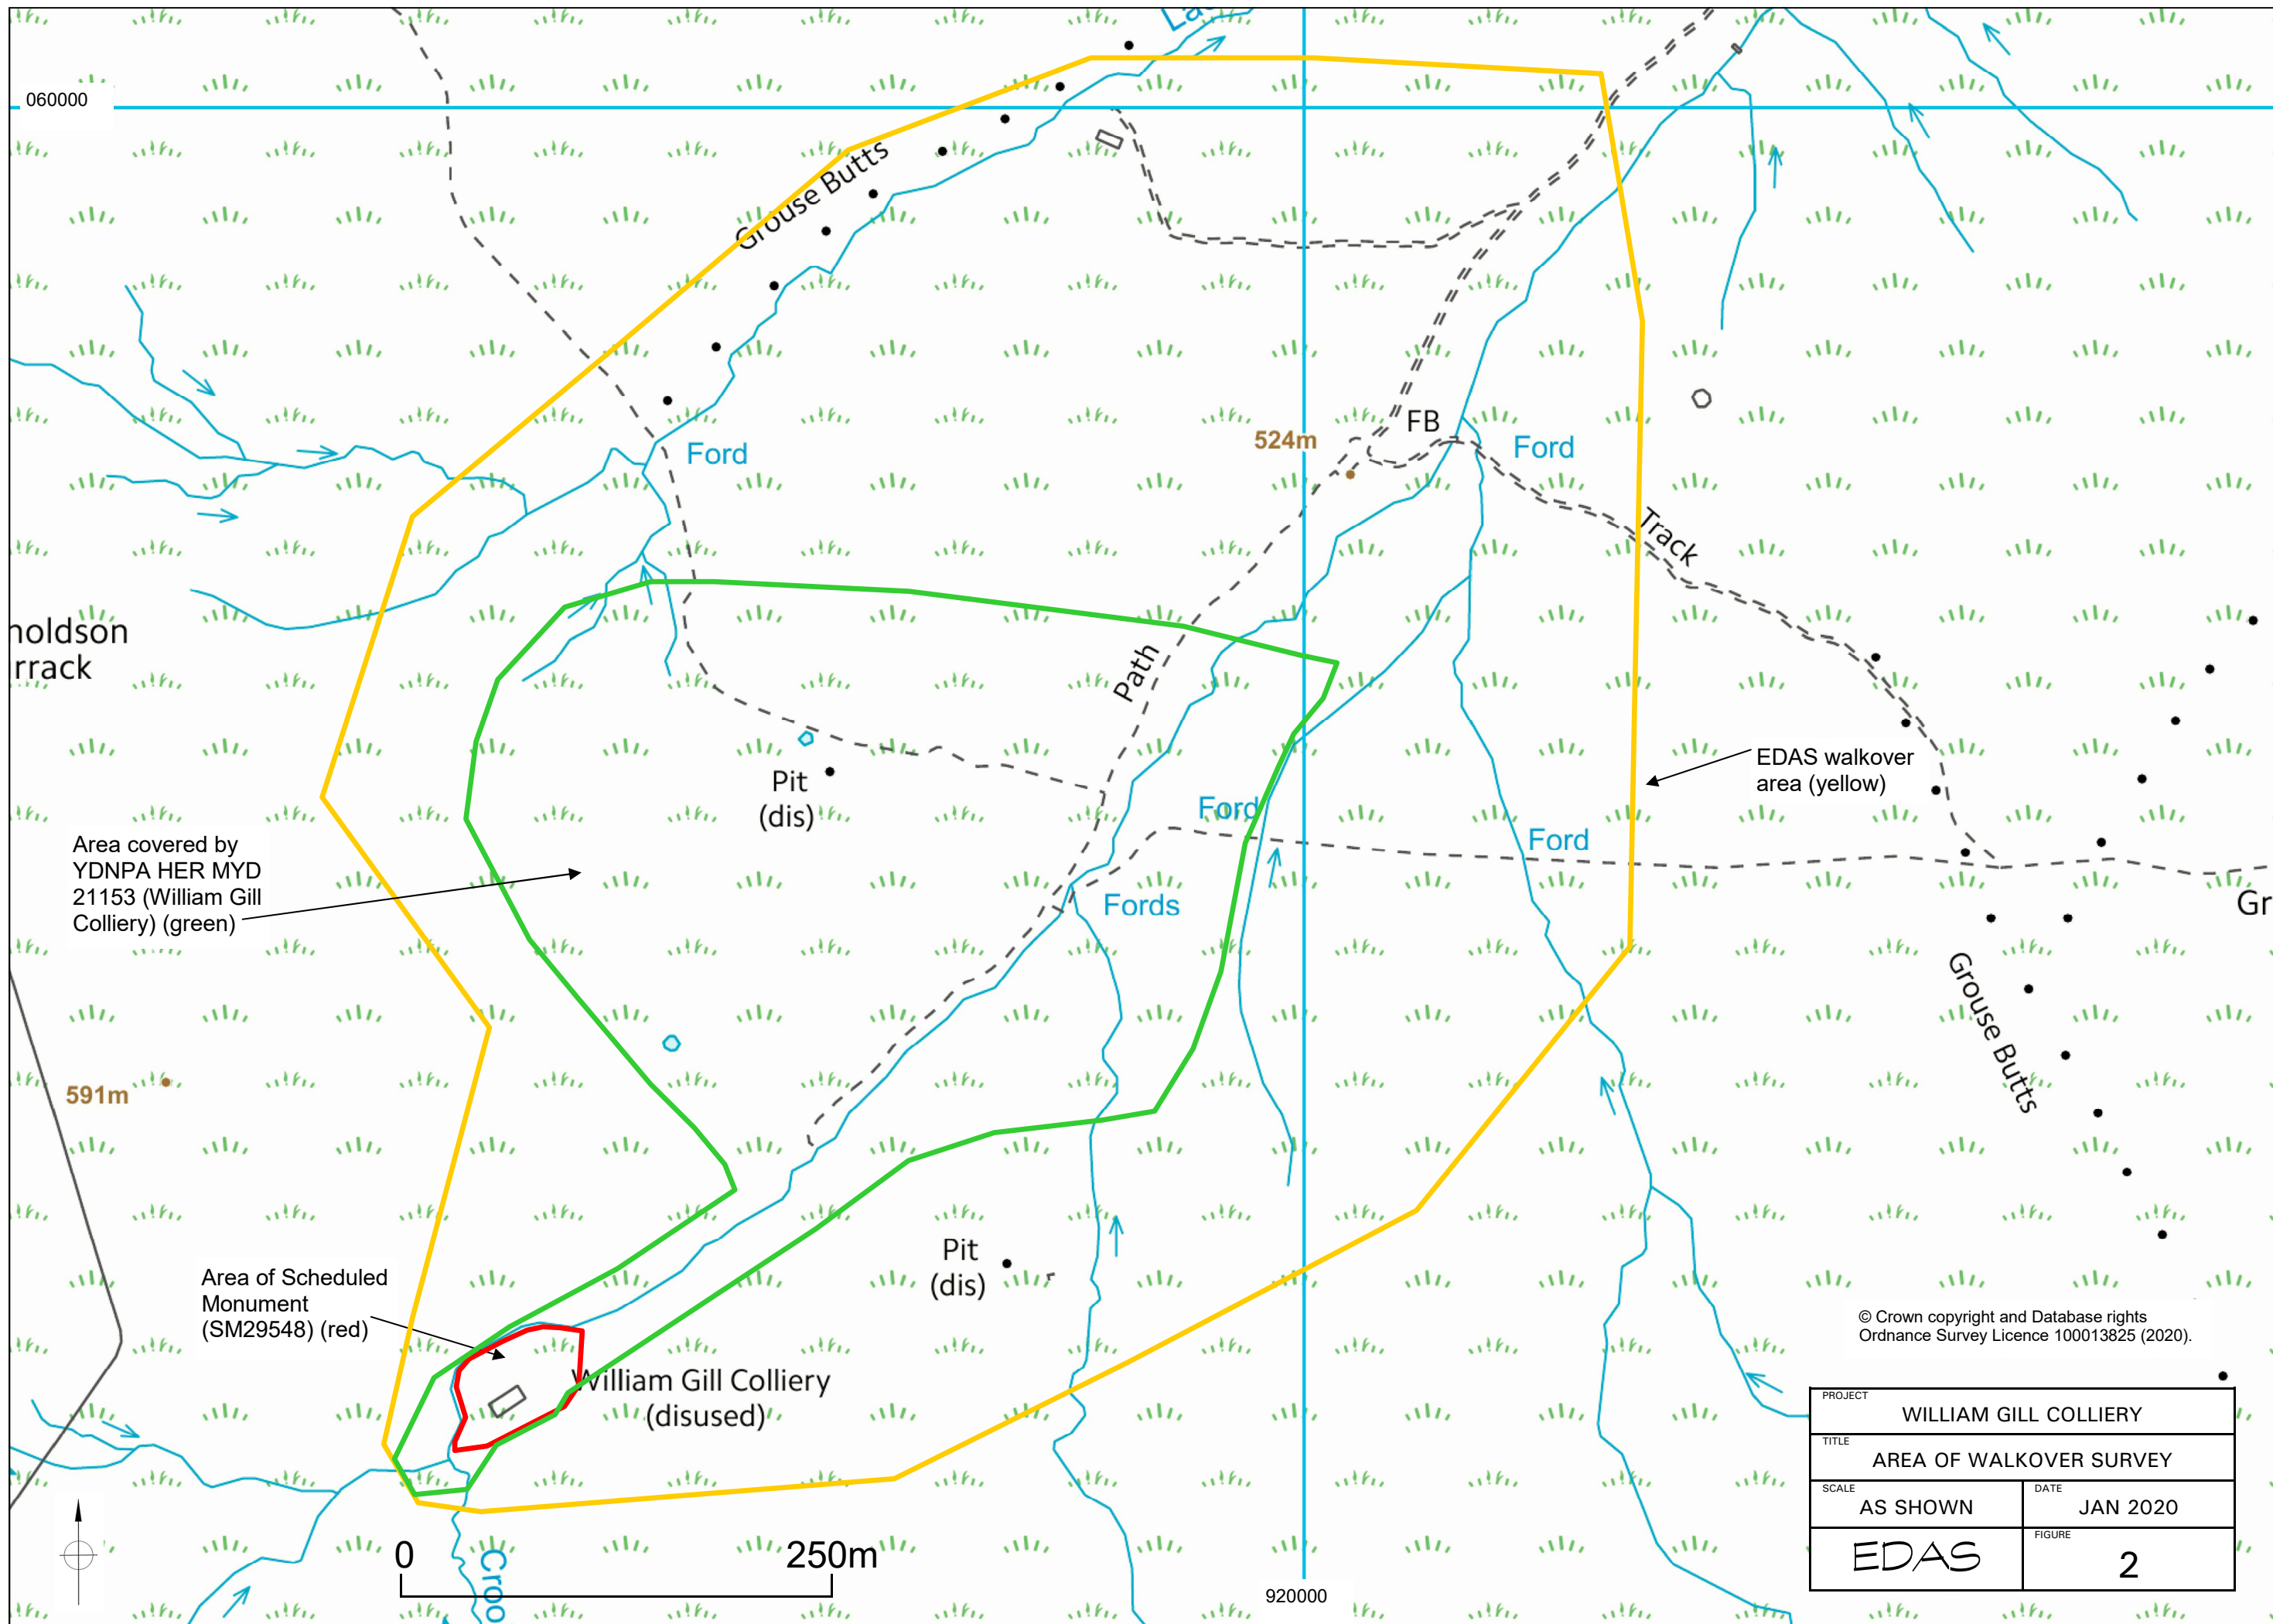 060000
Grouse Butts
Ford
524m
FB
Ford
Track
noldson
rrack
Path
Pit
(dis)
EDAS walkover
area (yellow)
Ford
Ford
Area covered by
YDNPA HER MYD
21153 (William Gill
Colliery) (green)
Fords
Gr
Grouse Butts
591m
Pit
(dis)
Area of Scheduled
Monument
(SM29548) (red)
© Crown copyright and Database rights
Ordnance Survey Licence 100013825 (2020).
William Gill Colliery
(disused)
PROJECT
WILLIAM GILL COLLIERY
TITLE
AREA OF WALKOVER SURVEY
SCALE
AS SHOWN
DATE
JAN 2020
EDAS
FIGURE
2
0
250m
Croo
920000